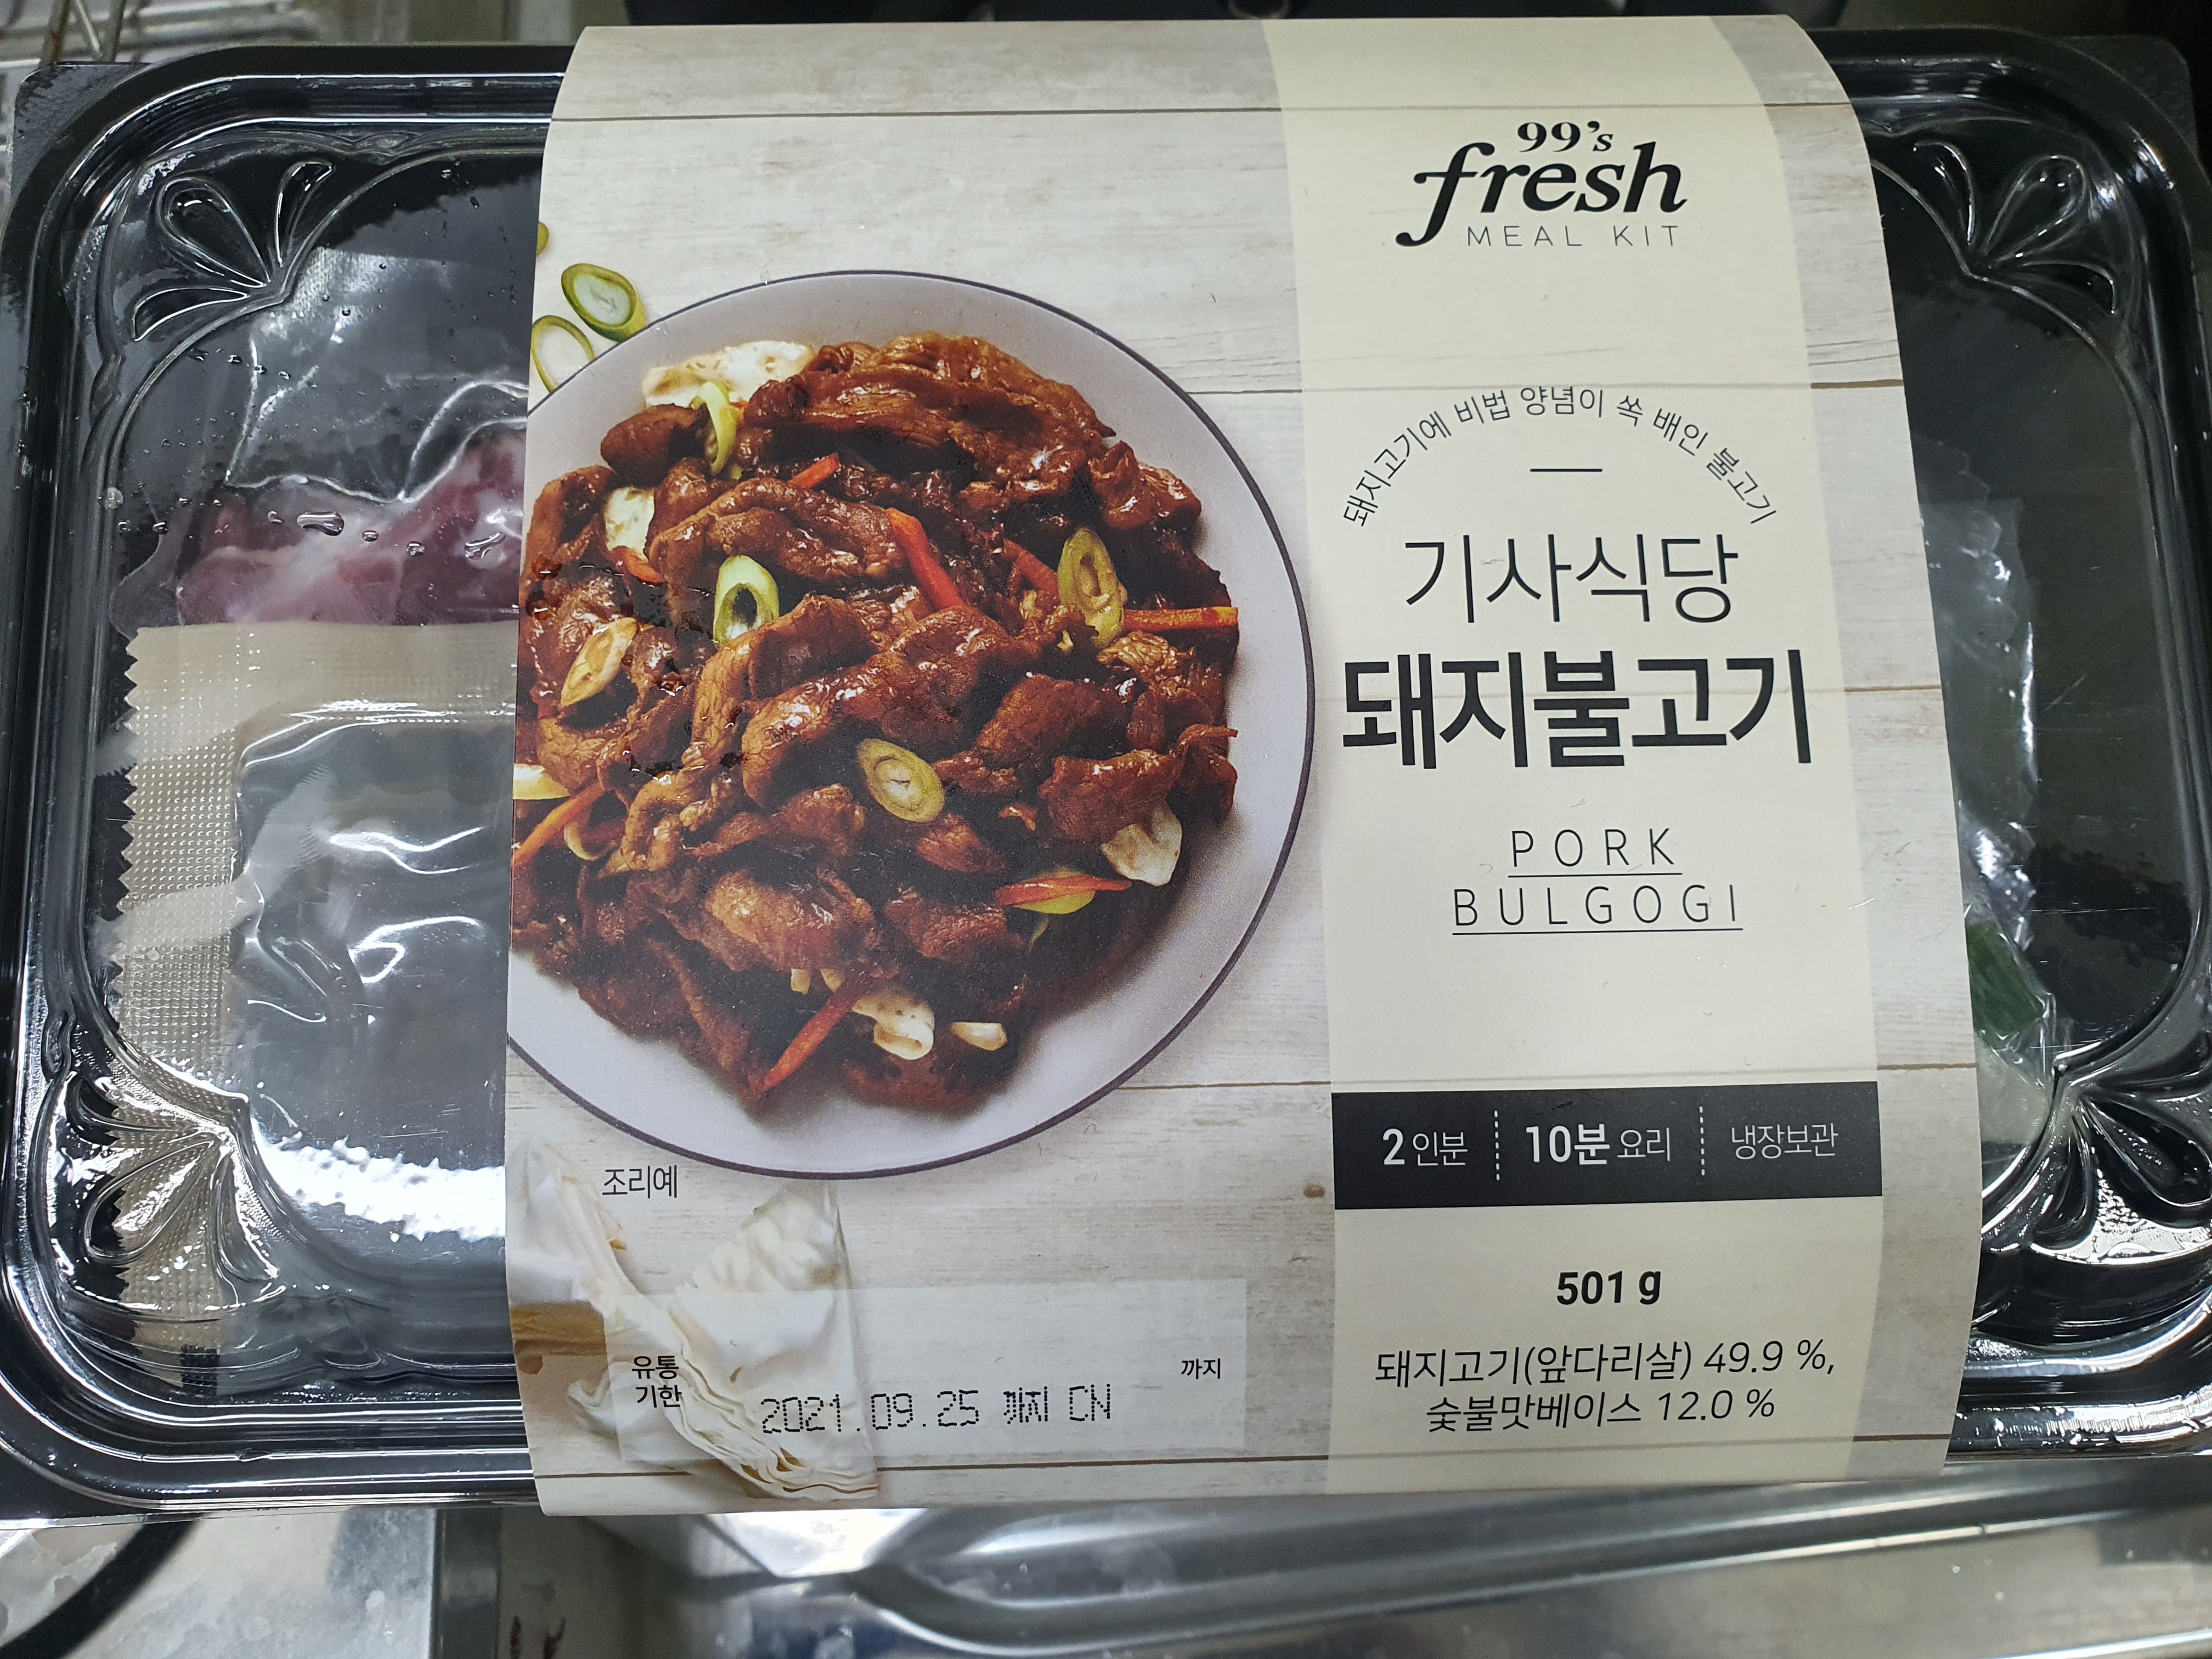 99's
fresh
MEAL KIT
돼지고기에 비법 양념이 쏙 배인 불고기
기사식당
돼지불고기
PORK
BULGOGI
2인분 10분 요리 냉장보관
501 g
돼지고기(앞다리살) 49.9 %,
숯불맛베이스 12.0 %
조리예
유통
기한
까지
2021.09.25 까지 CN